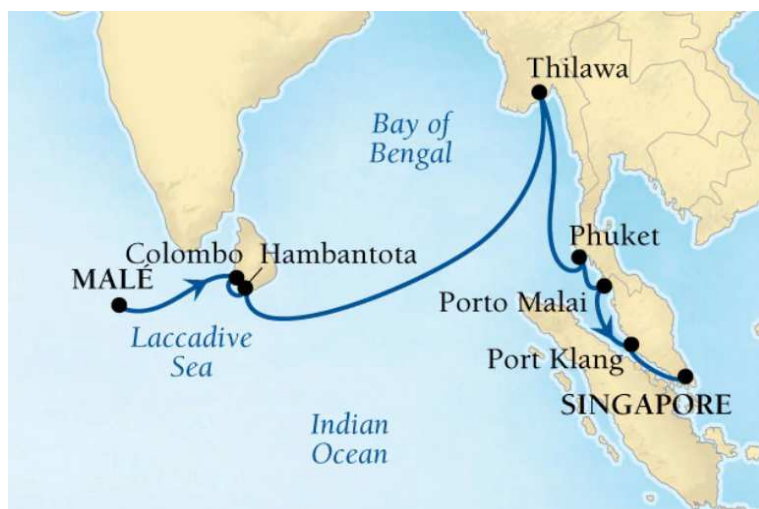 Thilawa
Bay of
Bengal
Phuket
Colombo
Hambantota
MALÉ
Porto Malai
Laccadive
Sea
Port Klang
SINGAPORE
Indian
Ocean